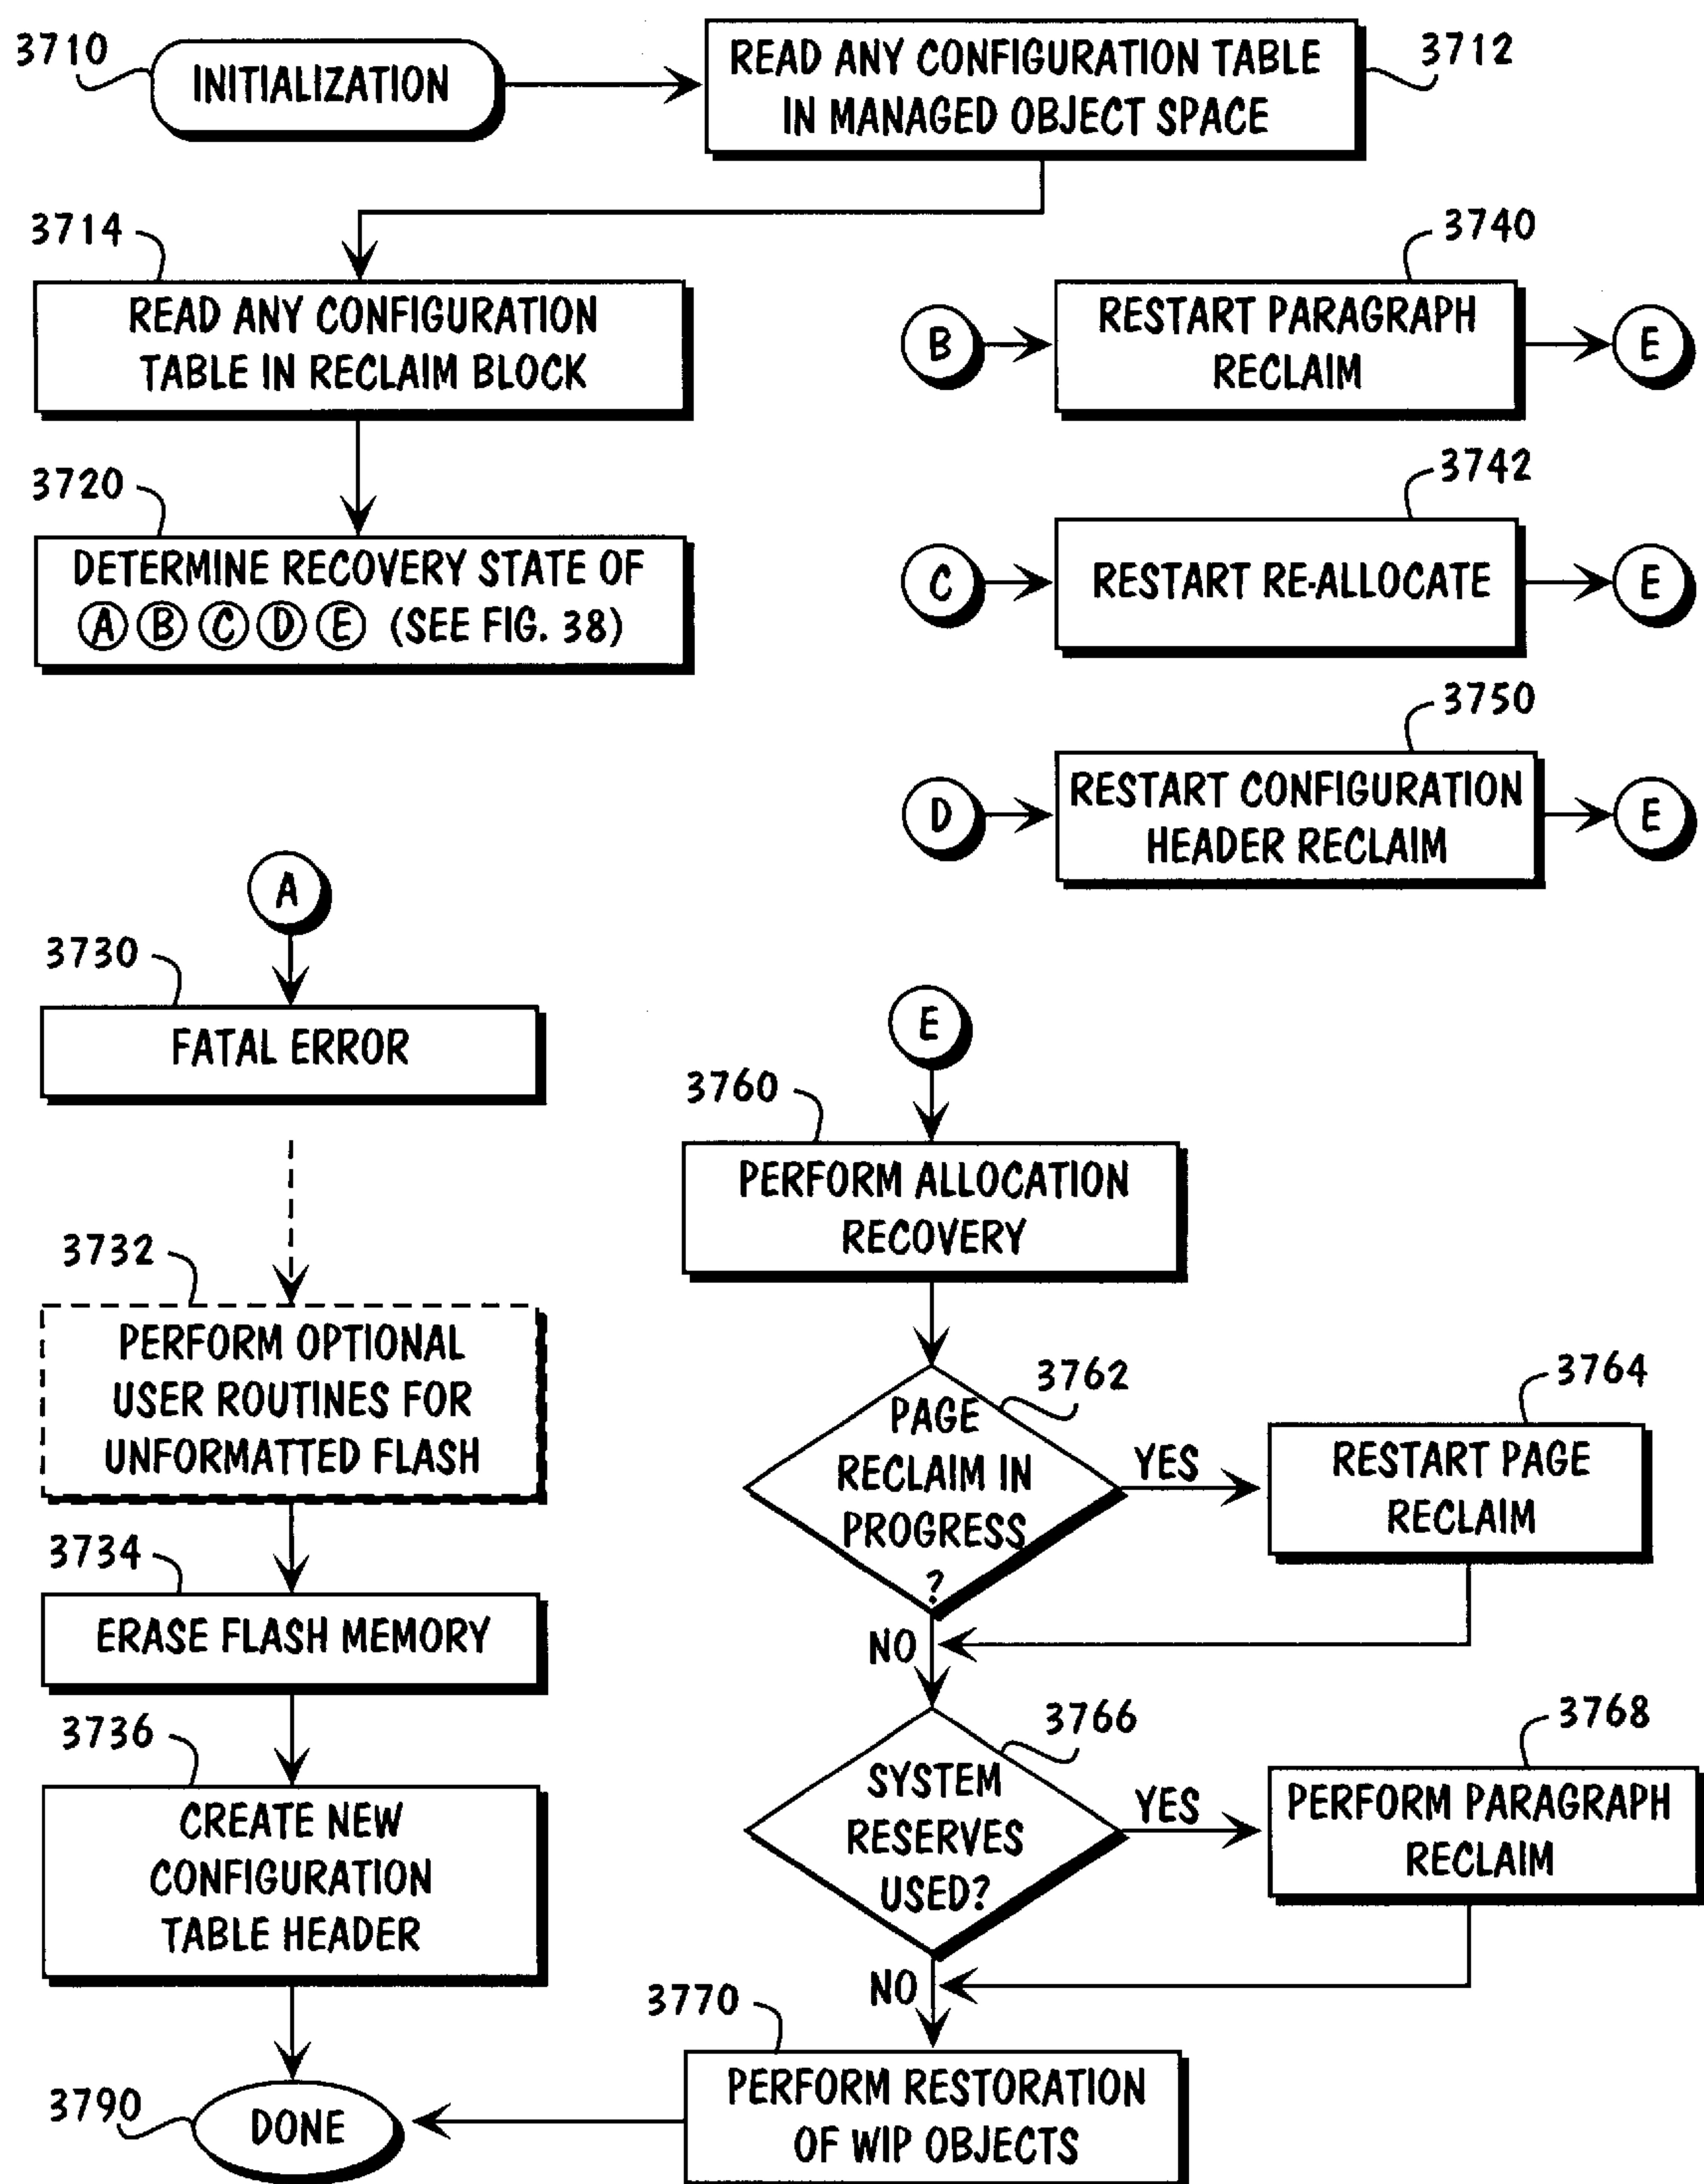 3710
INITIALIZATION
READ ANY CONFIGURATION TABLE
IN MANAGED OBJECT SPACE
3712
3714
READ ANY CONFIGURATION
TABLE IN RECLAIM BLOCK
3720
DETERMINE RECOVERY STATE OF
A B C D E (SEE FIG. 38)
3740
B
RESTART PARAGRAPH
RECLAIM
E
3742
C
RESTART RE-ALLOCATE
E
3750
D
RESTART CONFIGURATION
HEADER RECLAIM
E
A
3730
FATAL ERROR
3732
PERFORM OPTIONAL
USER ROUTINES FOR
UNFORMATTED FLASH
3734
ERASE FLASH MEMORY
3736
CREATE NEW
CONFIGURATION
TABLE HEADER
E
3760
PERFORM ALLOCATION
RECOVERY
3762
PAGE
RECLAIM IN
PROGRESS
?
YES
3764
RESTART PAGE
RECLAIM
NO
3766
SYSTEM
RESERVES
USED?
YES
3768
PERFORM PARAGRAPH
RECLAIM
NO
3770
PERFORM RESTORATION
OF WIP OBJECTS
3790
DONE